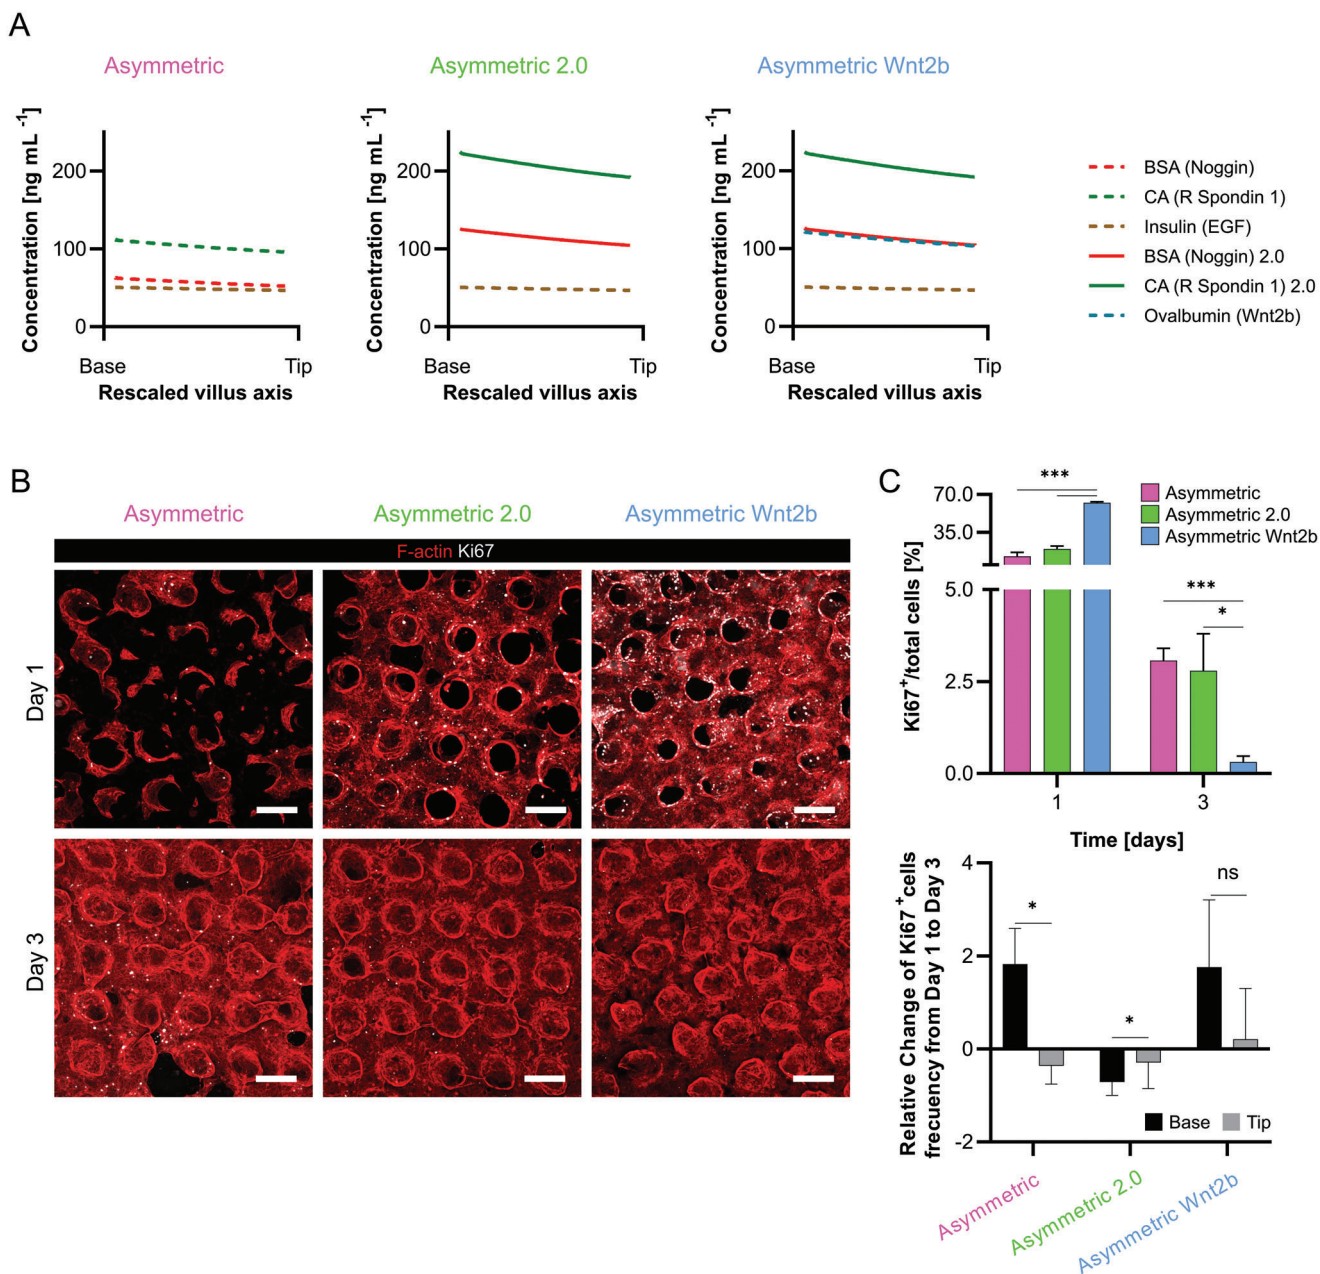 A
Asymmetric
Asymmetric 2.0
Asymmetric Wnt2b
Concentration [ng mL -1]
200
100
0
Base
Tip
Rescaled villus axis
Concentration [ng mL -1]
200
100
0
Base
Tip
Rescaled villus axis
Concentration [ng mL -1]
200
100
0
Base
Tip
Rescaled villus axis
BSA (Noggin)
CA (R Spondin 1)
Insulin (EGF)
BSA (Noggin) 2.0
CA (R Spondin 1) 2.0
Ovalbumin (Wnt2b)
B
Asymmetric
Asymmetric 2.0
Asymmetric Wnt2b
F-actin Ki67
Day 1
Day 3
C
Ki67+/total cells [%]
70.0
35.0
5.0
2.5
0.0
***
***
*
1
3
Time [days]
Asymmetric
Asymmetric 2.0
Asymmetric Wnt2b
Relative Change of Ki67 + cells
frecuency from Day 1 to Day 3
4
2
0
-2
*
*
ns
Base
Tip
Asymmetric
Asymmetric 2.0
Asymmetric Wnt2b